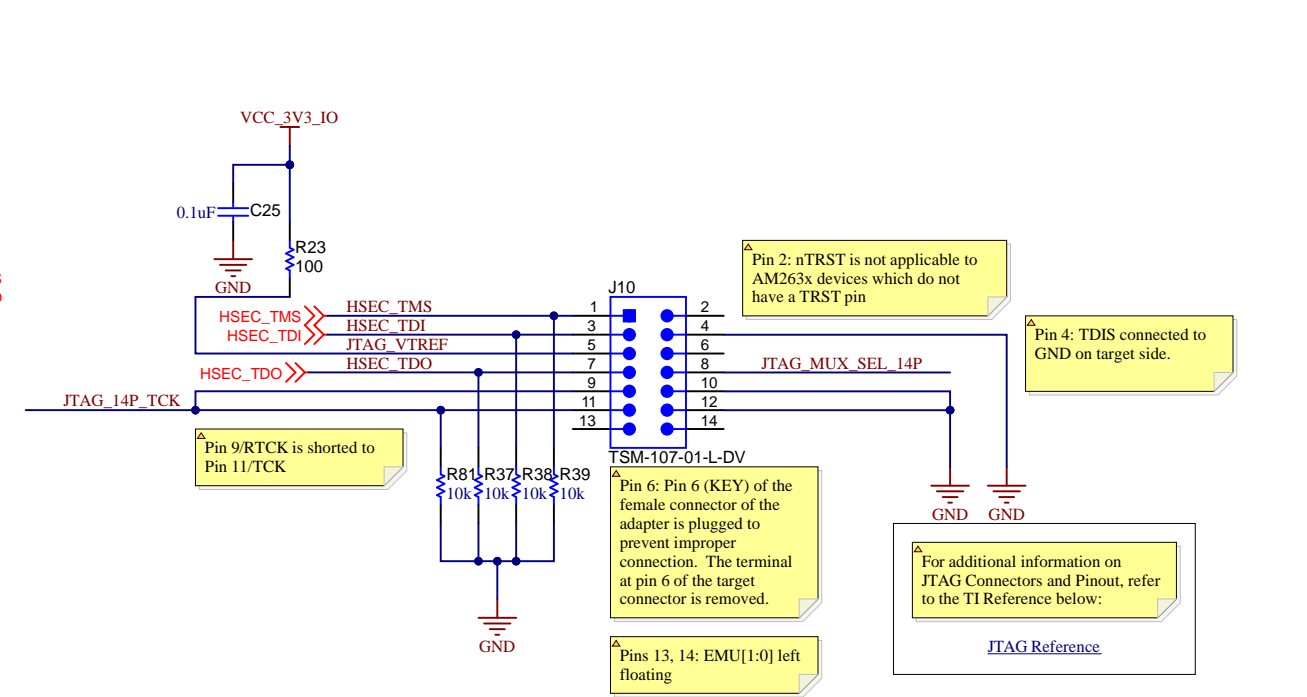 VCC_3V3_IO
0.1uF
C25
R23
100
GND
Pin 2: nTRST is not applicable to
AM263x devices which do not
have a TRST pin
J10
HSEC_TMS
HSEC_TMS
1
2
HSEC_TDI
HSEC_TDI
3
4
JTAG_VTREF
5
6
HSEC_TDO
HSEC_TDO
7
8
JTAG_MUX_SEL_14P
9
10
JTAG_14P_TCK
11
12
13
14
TSM-107-01-L-DV
Pin 4: TDIS connected to
GND on target side.
Pin 9/RTCK is shorted to
Pin 11/TCK
R81
R37
R38
R39
10k
10k
10k
10k
GND
GND
GND
Pin 6: Pin 6 (KEY) of the
female connector of the
adapter is plugged to
prevent improper
connection. The terminal
at pin 6 of the target
connector is removed.
Pins 13, 14: EMU[1:0] left
floating
For additional information on
JTAG Connectors and Pinout, refer
to the TI Reference below:
JTAG Reference